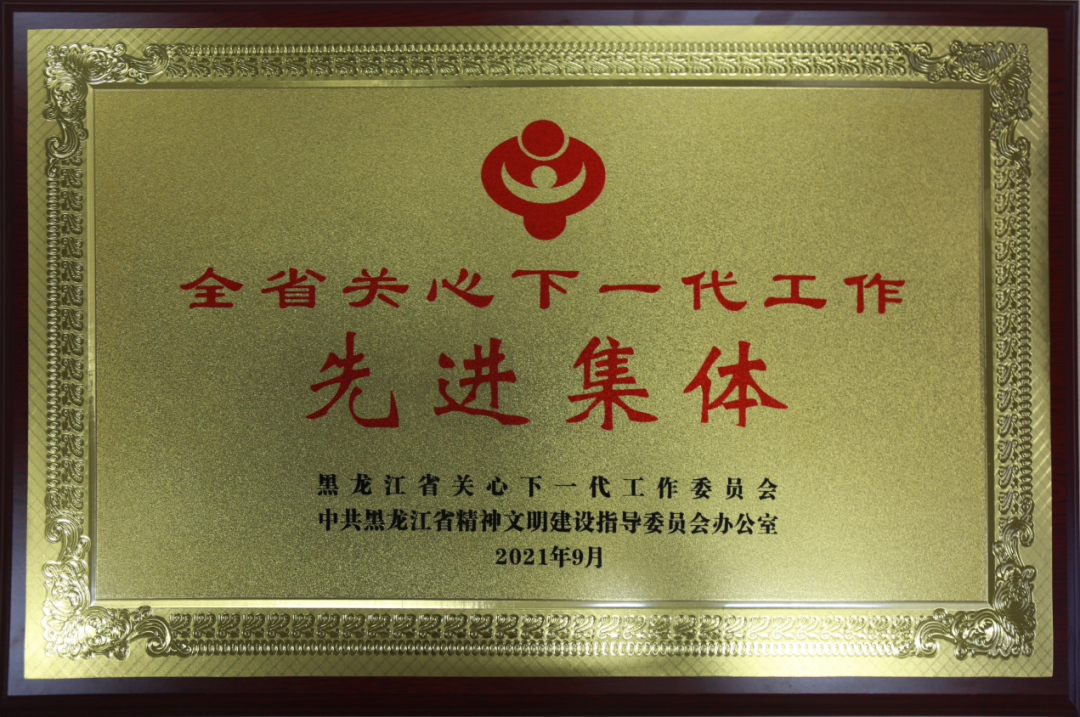 全省关心下一代工作
先进集体
黑龙江省关心下一代工作委员会
中共黑龙江省精神文明建设指导委员会办公室
2021年9月